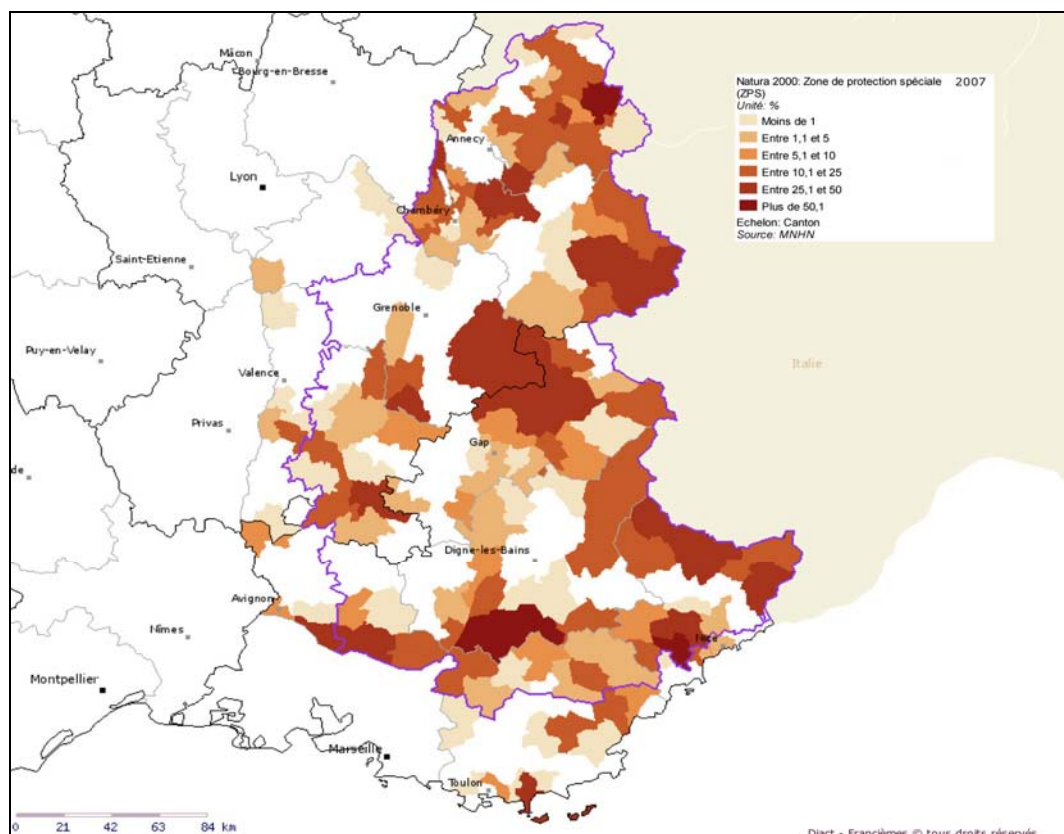 Mâcon
Bourg-en-Bresse
Natura 2000: Zone de protection spéciale 2007
(ZPS)
Unité: %
Moins de 1
Entre 1,1 et 5
Entre 5,1 et 10
Entre 10,1 et 25
Entre 25,1 et 50
Plus de 50,1
Echelon: Canton
Source: MNHN
Annecy
Lyon
Chambéry
Saint-Etienne
Grenoble
Puy-en-Velay
Italie
Valence
Privas
Gap
de
Digne-les-Bains
Avignon
Nîmes
Nice
Montpellier
Marseille
Toulon
0 21 42 63 84 km
Diact - Francièmes © tous droits réservés